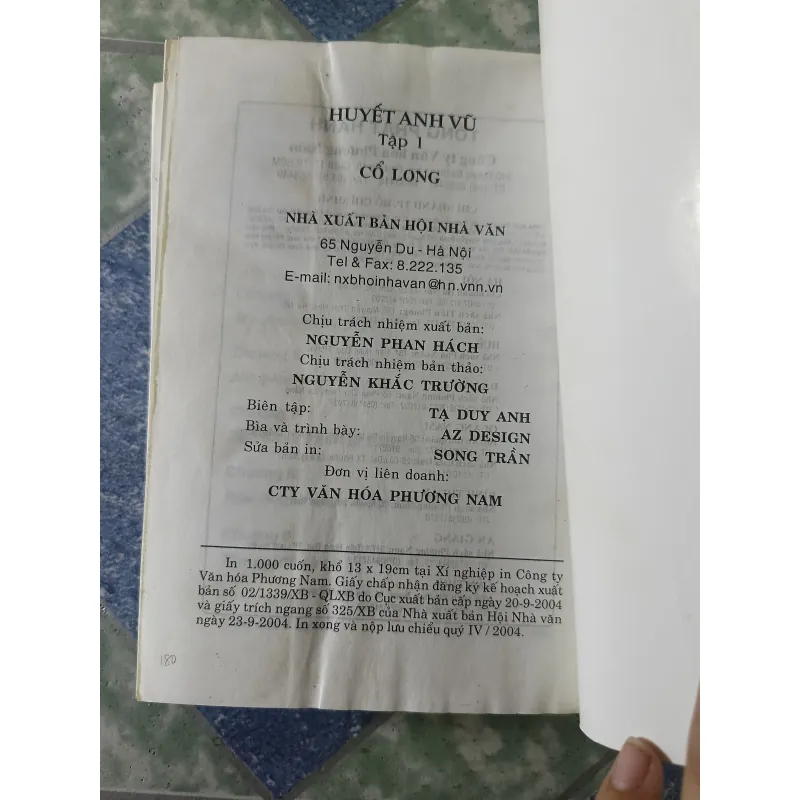 HUYẾT ANH VŨ
Tập 1
CỔ LONG
NHÀ XUẤT BẢN HỘI NHÀ VĂN
65 Nguyễn Du - Hà Nội
Tel & Fax: 8.222.135
E-mail: nxbhoinhavan@hn.vnn.vn
Chịu trách nhiệm xuất bản:
NGUYỄN PHAN HÁCH
Chịu trách nhiệm bản thảo:
NGUYỄN KHẮC TRƯỜNG
Biên tập: TẠ DUY ANH
Bìa và trình bày: AZ DESIGN
Sửa bản in: SONG TRẦN
Đơn vị liên doanh:
CTY VĂN HÓA PHƯƠNG NAM
In 1.000 cuốn, khổ 13 x 19cm tại Xí nghiệp in Công ty
Văn hóa Phương Nam. Giấy chấp nhận đăng ký kế hoạch xuất
bản số 02/1339/XB - QLXB do Cục xuất bản cấp ngày 20-9-2004
và giấy trích ngang số 325/XB của Nhà xuất bản Hội Nhà văn
ngày 23-9-2004. In xong và nộp lưu chiểu quý IV / 2004.
180